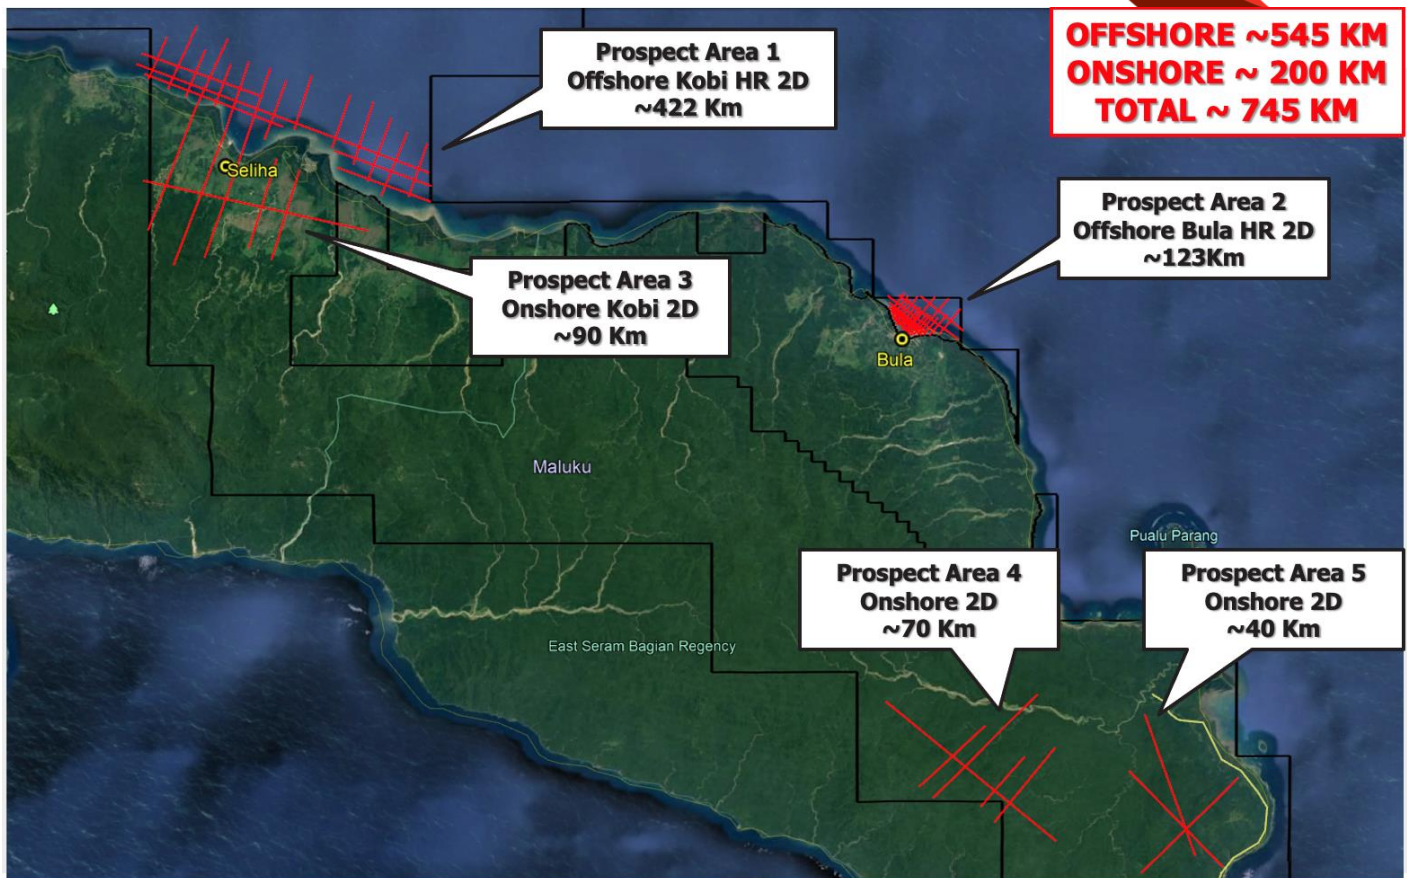 OFFSHORE ~545 KM
ONSHORE ~ 200 KM
TOTAL ~ 745 KM
Prospect Area 1
Offshore Kobi HR 2D
~422 Km
Seliha
Prospect Area 2
Offshore Bula HR 2D
~123Km
Prospect Area 3
Onshore Kobi 2D
~90 Km
Bula
Maluku
Pualu Parang
Prospect Area 4
Onshore 2D
~70 Km
Prospect Area 5
Onshore 2D
~40 Km
East Seram Bagian Regency